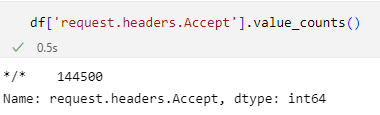 df['request.headers.Accept'].value_counts()
✓ 0.5s
*/*    144500
Name: request.headers.Accept, dtype: int64